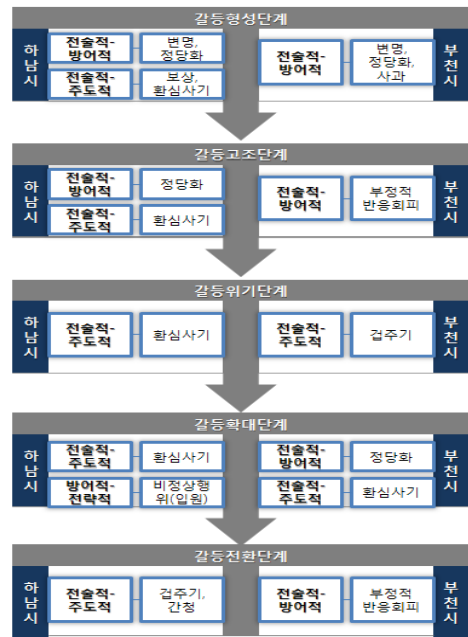 갈등형성단계
하남시
전술적-
방어적
변명,
정당화
전술적-
주도적
보상,
환심사기
전술적-
방어적
변명,
정당화,
사과
부천시
갈등고조단계
하남시
전술적-
방어적
정당화
전술적-
주도적
환심사기
전술적-
방어적
부정적
반응회피
부천시
갈등위기단계
하남시
전술적-
주도적
환심사기
전술적-
주도적
겁주기
부천시
갈등확대단계
하남시
전술적-
주도적
환심사기
방어적-
전략적
비정상행
위(입원)
전술적-
방어적
정당화
전술적-
주도적
환심사기
부천시
갈등전환단계
하남시
전술적-
주도적
겁주기,
간청
전술적-
방어적
부정적
반응회피
부천시